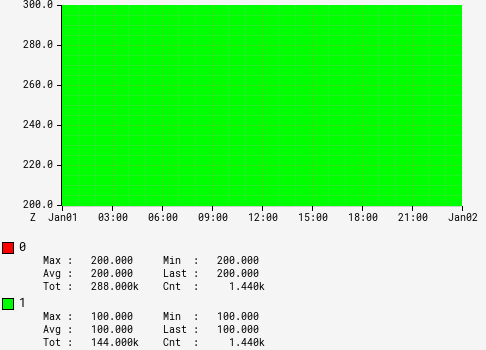 300.0
280.0
260.0
240.0
220.0
200.0
Z Jan01 03:00 06:00 09:00 12:00 15:00 18:00 21:00 Jan02
0
Max : 200.000 Min : 200.000
Avg : 200.000 Last : 200.000
Tot : 288.000k Cnt : 1.440k
1
Max : 100.000 Min : 100.000
Avg : 100.000 Last : 100.000
Tot : 144.000k Cnt : 1.440k